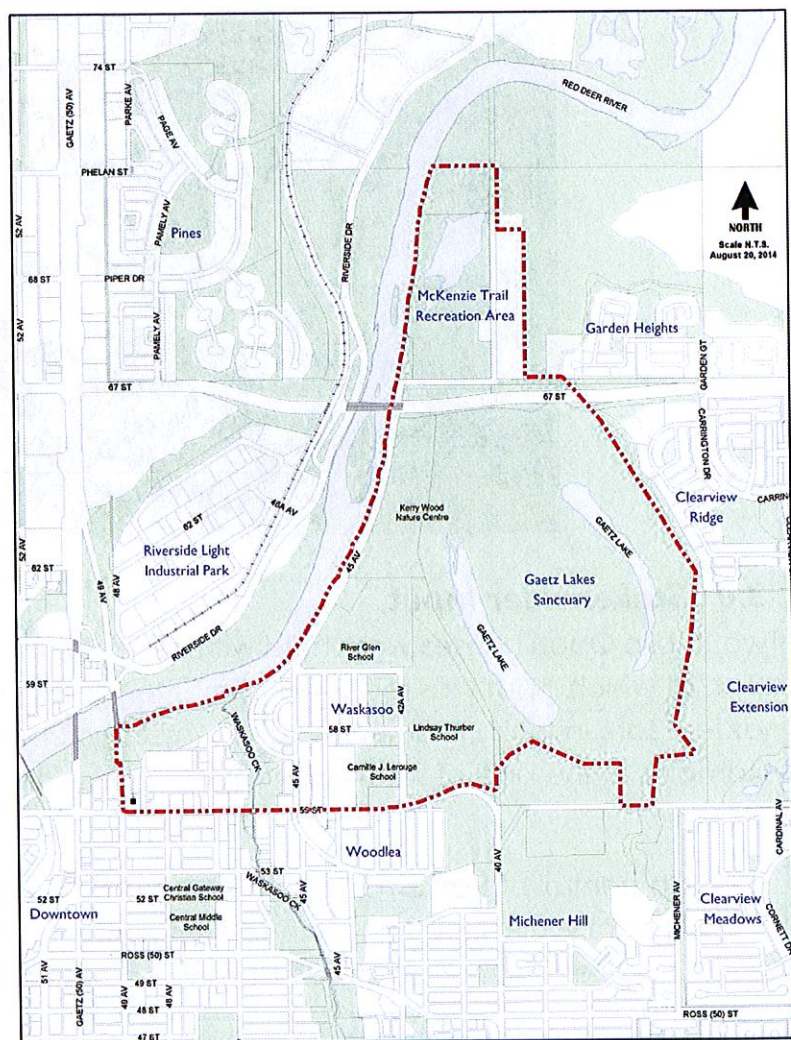 74 ST
GAETZ (50) AV
PARKE AV
PAGE AV
RED DEER RIVER
PHELAN ST
52 AV
PAMELY AV
Pines
RIVERSIDE DR
NORTH
Scale N.T.S.
August 20, 2014
68 ST
PIPER DR
McKenzie Trail
Recreation Area
Garden Heights
52 AV
PAMELY AV
GARDEN GT
67 ST
67 ST
CARRINGTON DR
Clearview
Ridge
CARRING
Kerry Wood
Nature Centre
GAETZ LAKE
48A AV
62 ST
Riverside Light
Industrial Park
45 AV
52 AV
62 ST
49 AV
48 AV
Gaetz Lakes
Sanctuary
GAETZ LAKE
RIVERSIDE DR
River Glen
School
59 ST
Waskasoo
42A AV
58 ST
Lindsay Thurber
School
Clearview
Extension
WASKASOO CK
45 AV
Camille J. Lerouge
School
55 ST
CARDINAL AV
Woodlea
40 AV
53 ST
WASKASOO CK
45 AV
Central Gateway
Christian School
52 ST
52 ST
Downtown
Central Middle
School
Michener Hill
MICHENER AV
Clearview
Meadows
CORNETT DR
ROSS (50) ST
51 AV
GAETZ (50) AV
49 AV
48 AV
45 AV
49 ST
48 ST
47 ST
ROSS (50) ST